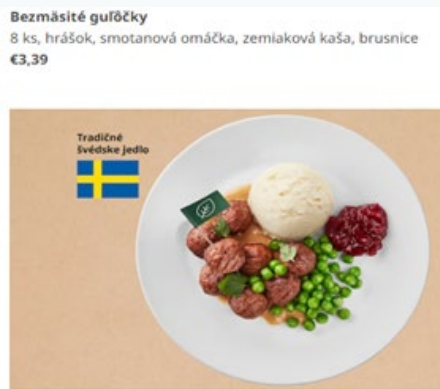 Bezmäsité guľôčky
8 ks, hrášok, smotanová omáčka, zemiaková kaša, brusnice
€3,39
Tradičné
švédske jedlo